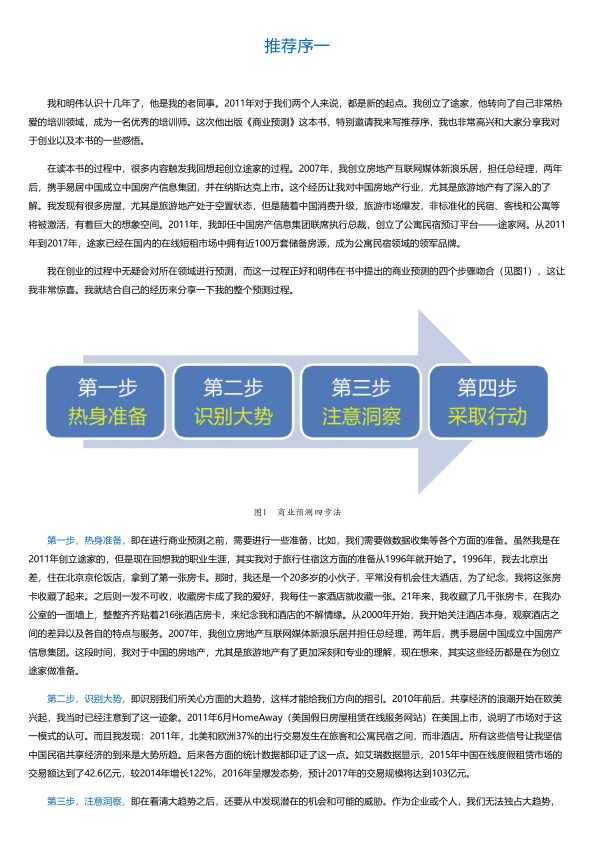 推荐序一
我和明伟认识十几年了，他是我的老同事。2011年对于我们两个人来说，都是新的起点。我创立了途家，他转向了自己非常热
爱的培训领域，成为一名优秀的培训师。这次他出版《商业预测》这本书，特别邀请我来写推荐序，我也非常高兴和大家分享我对
于创业以及本书的一些感悟。
在读本书的过程中，很多内容触发我回想起创立途家的过程。2007年，我创立房地产互联网媒体新浪乐居，担任总经理，两年
后，携手易居中国成立中国房产信息集团，并在纳斯达克上市。这个经历让我对中国房地产行业，尤其是旅游地产有了深入的了
解。我发现有很多房屋，尤其是旅游地产处于空置状态，但是随着中国消费升级，旅游市场爆发，非标准化的民宿、客栈和公寓等
将被激活，有着巨大的想象空间。2011年，我卸任中国房产信息集团联席执行总裁，创立了公寓民宿预订平台——途家网。从2011
年到2017年，途家已经在国内的在线短租市场中拥有近100万套储备房源，成为公寓民宿领域的领军品牌。
我在创业的过程中无疑会对所在领域进行预测，而这一过程正好和明伟在书中提出的商业预测的四个步骤吻合（见图1），这让
我非常惊喜。我就结合自己的经历来分享一下我的整个预测过程。
第一步 第二步 第三步 第四步
热身准备 识别大势 注意洞察 采取行动
图1 商业预测四步法
第一步，热身准备，即在进行商业预测之前，需要进行一些准备，比如，我们需要做数据收集等各个方面的准备。虽然我是在
2011年创立途家的，但是现在回想我的职业生涯，其实我对于旅行住宿这方面的准备从1996年就开始了。1996年，我去北京出
差，住在北京京伦饭店，拿到了第一张房卡。那时，我还是一个20多岁的小伙子，平常没有机会住大酒店，为了纪念，我将这张房
卡收藏了起来。之后则一发不可收，收藏房卡成了我的爱好，我每住一家酒店就收藏一张。21年来，我收藏了几千张房卡，在我办
公室的一面墙上，整整齐齐贴着216张酒店房卡，来纪念我和酒店的不解情缘。从2000年开始，我开始关注酒店本身，观察酒店之
间的差异以及各自的特点与服务。2007年，我创立房地产互联网媒体新浪乐居并担任总经理，两年后，携手易居中国成立中国房产
信息集团。这段时间，我对于中国的房地产，尤其是旅游地产有了更加深刻和专业的理解，现在想来，其实这些经历都是在为创立
途家做准备。
第二步，识别大势，即识别我们所关心方面的大趋势，这样才能给我们方向的指引。2010年前后，共享经济的浪潮开始在欧美
兴起，我当时已经注意到了这一迹象。2011年6月HomeAway（美国假日房屋租赁在线服务网站）在美国上市，说明了市场对于这
一模式的认可。而且我发现：2011年，北美和欧洲37%的出行交易发生在旅客和公寓民宿之间，而非酒店。所有这些信号让我坚信
中国民宿共享经济的到来是大势所趋。后来各方面的统计数据都印证了这一点。如艾瑞数据显示，2015年中国在线度假租赁市场的
交易额达到了42.6亿元，较2014年增长122%，2016年呈爆发态势，预计2017年的交易规模将达到103亿元。
第三步，注意洞察，即在看清大趋势之后，还要从中发现潜在的机会和可能的威胁。作为企业或个人，我们无法独占大趋势，